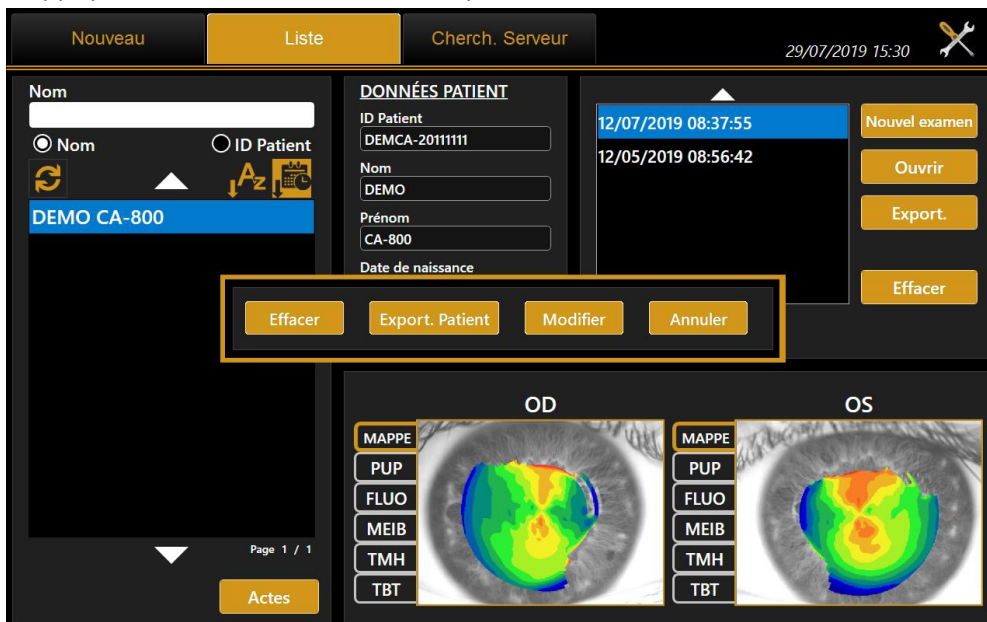 Nouveau
Liste
Cherch. Serveur
29/07/2019 15:30
Nom
Nom
ID Patient
Az
DEMO CA-800
Page 1 / 1
Actes
DONNÉES PATIENT
ID Patient
DEMCA-20111111
Nom
DEMO
Prénom
CA-800
Date de naissance
12/07/2019 08:37:55
12/05/2019 08:56:42
Nouvel examen
Ouvrir
Export.
Effacer
Effacer
Export. Patient
Modifier
Annuler
OD
MAPPE
PUP
FLUO
MEIB
TMH
TBT
OS
MAPPE
PUP
FLUO
MEIB
TMH
TBT